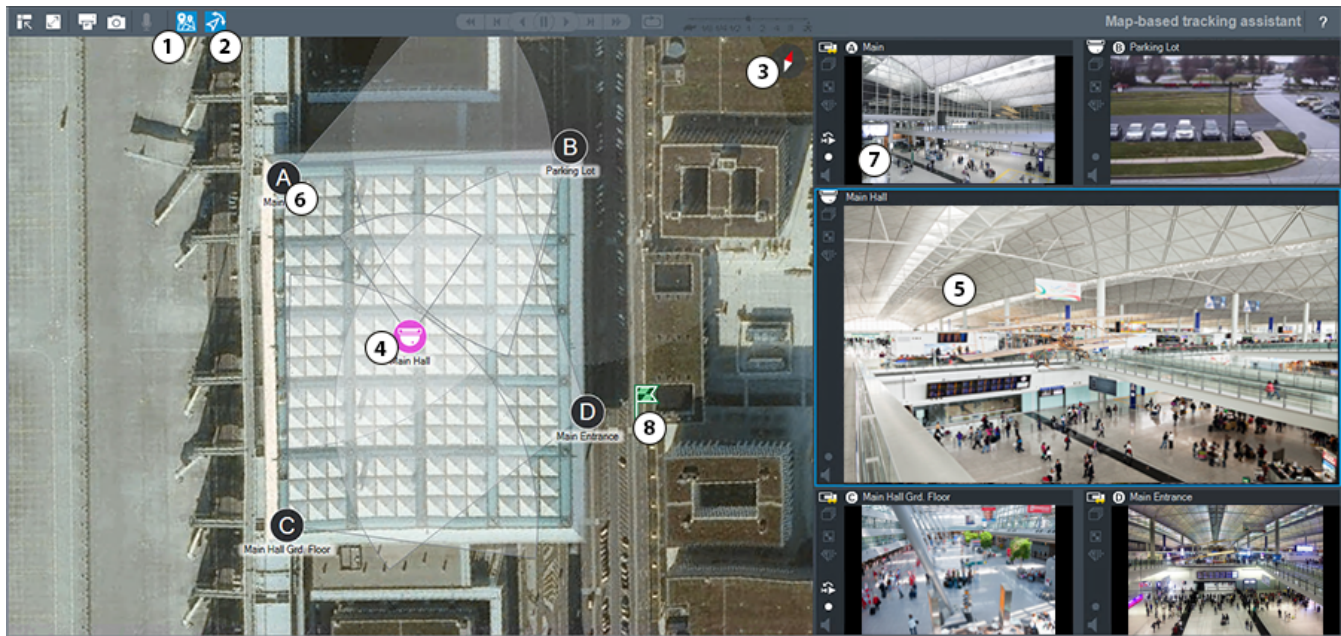 Map-based tracking assistant ?
1
2
3
A Main
B Parking Lot
B
Parking Lot
A
Main
6
7
Main Hall
5
4
Main Hall
D
Main Entrance
8
C
Main Hall Grd. Floor
C Main Hall Grd. Floor
D Main Entrance